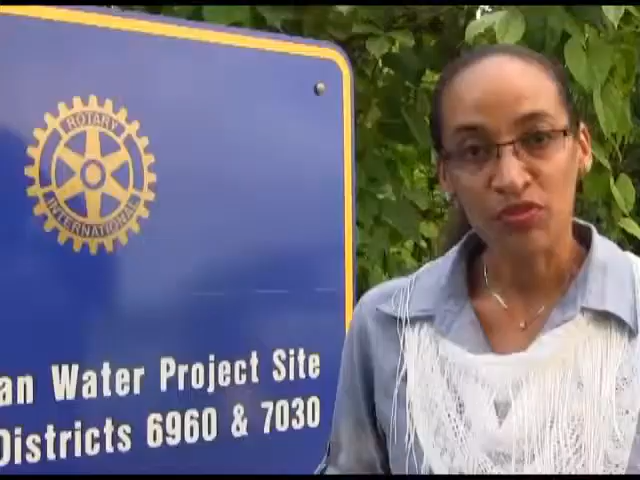 ROTARY
INTERNATIONAL
an Water Project Site
Districts 6960 & 7030